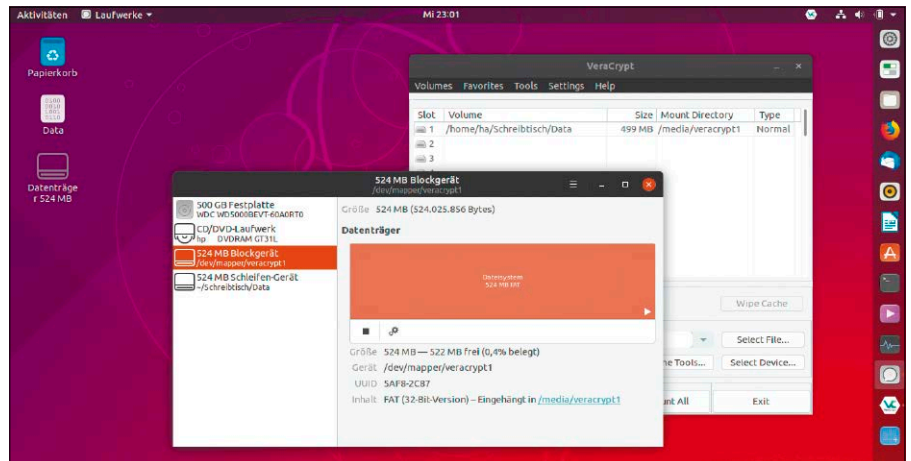 Aktivitäten Laufwerke
Mi 23:01
Papierkorb
Data
Datenträge
r 524 MB
VeraCrypt
Volumes Favorites Tools Settings Help
Slot Volume Size Mount Directory Type
1 /home/ha/Schreibtisch/Data 499 MB /media/veracrypt1 Normal
2
3
524 MB Blockgerät
/dev/mapper/veracrypt1
500 GB Festplatte
WDC WD5000BEVT-60A0RT0
CD/DVD-Laufwerk
hp DVDRAM GT31L
524 MB Blockgerät
/dev/mapper/veracrypt1
524 MB Schleifen-Gerät
~/Schreibtisch/Data
Größe 524 MB (524.025.856 Bytes)
Datenträger
Dateisystem
524 MB FAT
Größe 524 MB — 522 MB frei (0,4% belegt)
Gerät /dev/mapper/veracrypt1
UUID 5AF8-2C87
Inhalt FAT (32-Bit-Version) – Eingehängt in /media/veracrypt1
Wipe Cache
Select File...
me Tools... Select Device...
unt All Exit